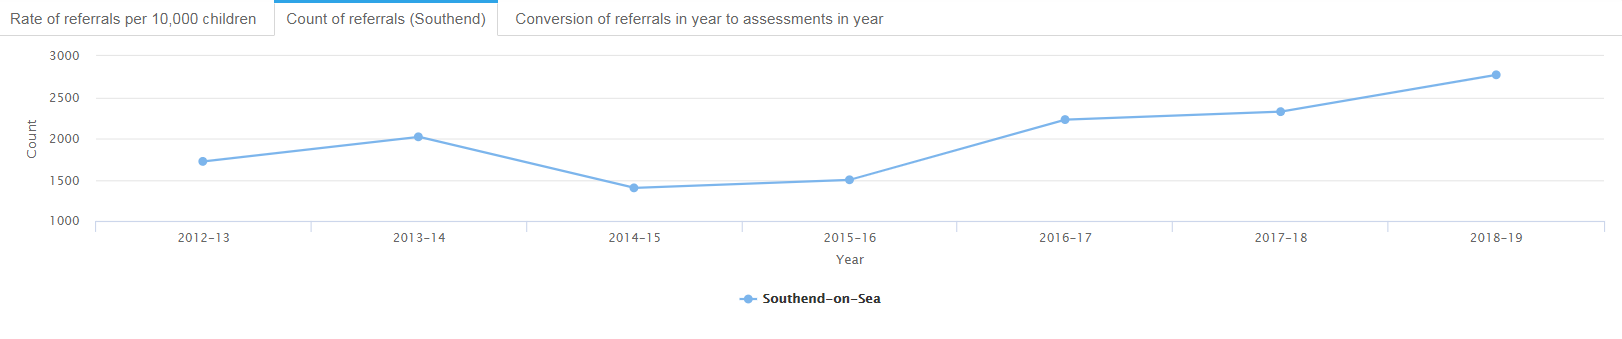 Rate of referrals per 10,000 children
Count of referrals (Southend)
Conversion of referrals in year to assessments in year
3000
2500
2000
1500
1000
Count
2012-13
2013-14
2014-15
2015-16
2016-17
2017-18
2018-19
Year
Southend-on-Sea